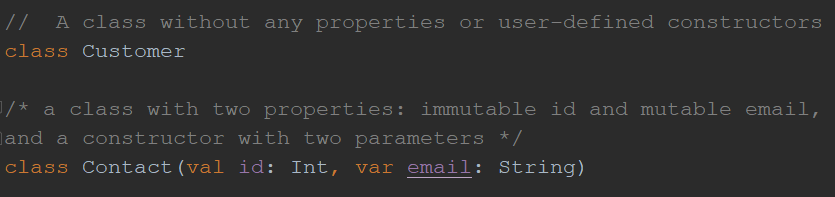 //  A class without any properties or user-defined constructors
class Customer
/* a class with two properties: immutable id and mutable email,
and a constructor with two parameters */
class Contact(val id: Int, var email: String)